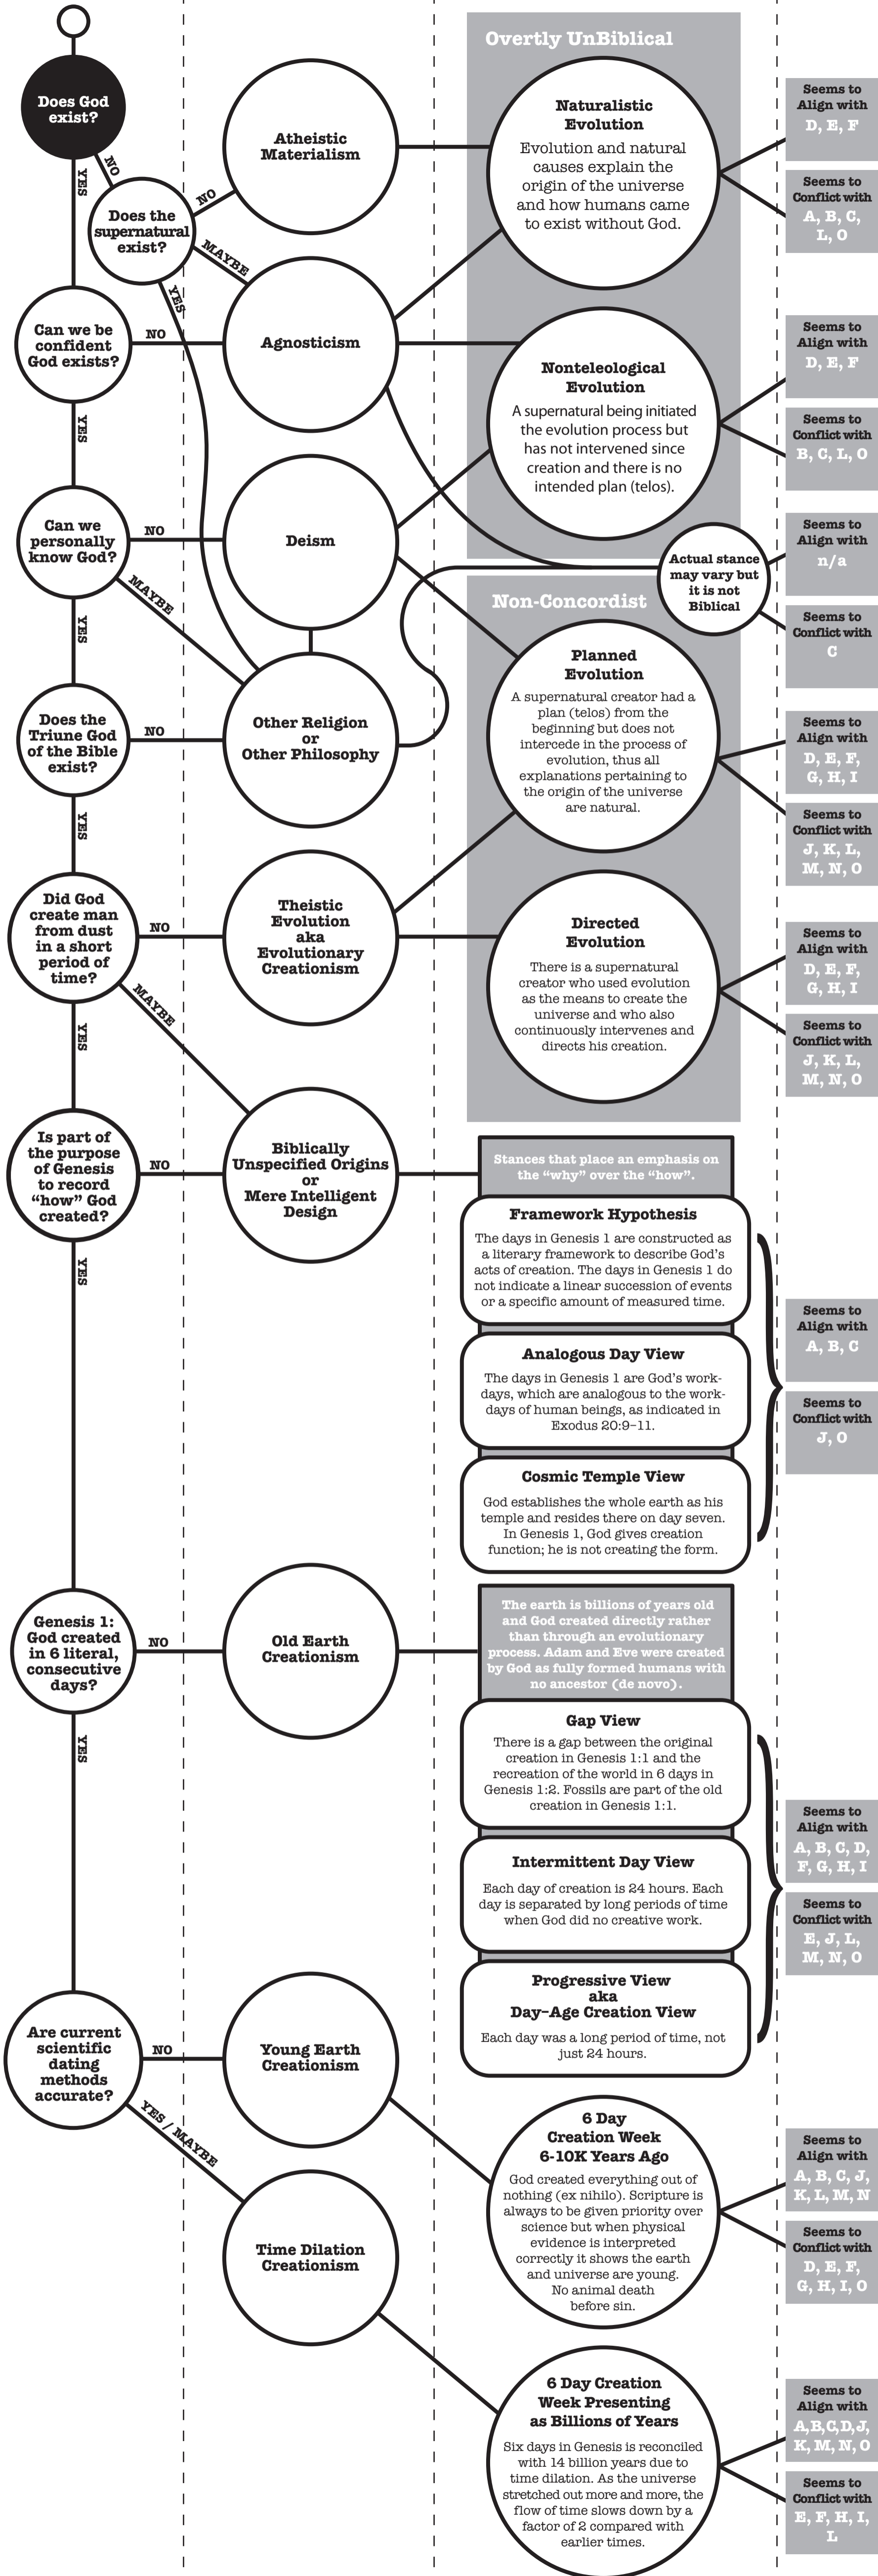 Does God
exist?
NO
YES
Does the
supernatural
exist?
NO
MAYBE
YES
Atheistic
Materialism
Overtly UnBiblical
Naturalistic
Evolution
Evolution and natural
causes explain the
origin of the universe
and how humans came
to exist without God.
Seems to
Align with
D, E, F
Seems to
Conflict with
A, B, C,
L, O
Can we be
confident
God exists?
NO
YES
Agnosticism
Nonteleological
Evolution
A supernatural being initiated
the evolution process but
has not intervened since
creation and there is no
intended plan (telos).
Seems to
Align with
D, E, F
Seems to
Conflict with
B, C, L, O
Can we
personally
know God?
NO
MAYBE
YES
Deism
Actual stance
may vary but
it is not
Biblical
Seems to
Align with
n/a
Seems to
Conflict with
C
Does the
Triune God
of the Bible
exist?
NO
YES
Other Religion
or
Other Philosophy
Non-Concordist
Planned
Evolution
A supernatural creator had a
plan (telos) from the
beginning but does not
intercede in the process of
evolution, thus all
explanations pertaining to
the origin of the universe
are natural.
Seems to
Align with
D, E, F,
G, H, I
Seems to
Conflict with
J, K, L,
M, N, O
Did God
create man
from dust
in a short
period of
time?
NO
MAYBE
YES
Theistic
Evolution
aka
Evolutionary
Creationism
Directed
Evolution
There is a supernatural
creator who used evolution
as the means to create the
universe and who also
continuously intervenes and
directs his creation.
Seems to
Align with
D, E, F,
G, H, I
Seems to
Conflict with
J, K, L,
M, N, O
Is part of
the purpose
of Genesis
to record
“how” God
created?
NO
YES
Biblically
Unspecified Origins
or
Mere Intelligent
Design
Stances that place an emphasis on
the “why” over the “how”.
Framework Hypothesis
The days in Genesis 1 are constructed as
a literary framework to describe God’s
acts of creation. The days in Genesis 1 do
not indicate a linear succession of events
or a specific amount of measured time.
Analogous Day View
The days in Genesis 1 are God’s work-
days, which are analogous to the work-
days of human beings, as indicated in
Exodus 20:9–11.
Cosmic Temple View
God establishes the whole earth as his
temple and resides there on day seven.
In Genesis 1, God gives creation
function; he is not creating the form.
Seems to
Align with
A, B, C
Seems to
Conflict with
J, O
Genesis 1:
God created
in 6 literal,
consecutive
days?
NO
YES
Old Earth
Creationism
The earth is billions of years old
and God created directly rather
than through an evolutionary
process. Adam and Eve were created
by God as fully formed humans with
no ancestor (de novo).
Gap View
There is a gap between the original
creation in Genesis 1:1 and the
recreation of the world in 6 days in
Genesis 1:2. Fossils are part of the old
creation in Genesis 1:1.
Intermittent Day View
Each day of creation is 24 hours. Each
day is separated by long periods of time
when God did no creative work.
Progressive View
aka
Day–Age Creation View
Each day was a long period of time, not
just 24 hours.
Seems to
Align with
A, B, C, D,
F, G, H, I
Seems to
Conflict with
E, J, L,
M, N, O
Are current
scientific
dating
methods
accurate?
NO
YES / MAYBE
Young Earth
Creationism
6 Day
Creation Week
6-10K Years Ago
God created everything out of
nothing (ex nihilo). Scripture is
always to be given priority over
science but when physical
evidence is interpreted
correctly it shows the earth
and universe are young.
No animal death
before sin.
Seems to
Align with
A, B, C, J,
K, L, M, N
Seems to
Conflict with
D, E, F,
G, H, I, O
Time Dilation
Creationism
6 Day Creation
Week Presenting
as Billions of Years
Six days in Genesis is reconciled
with 14 billion years due to
time dilation. As the universe
stretched out more and more, the
flow of time slows down by a
factor of 2 compared with
earlier times.
Seems to
Align with
A,B,C,D,J,
K, M, N, O
Seems to
Conflict with
E, F, H, I,
L